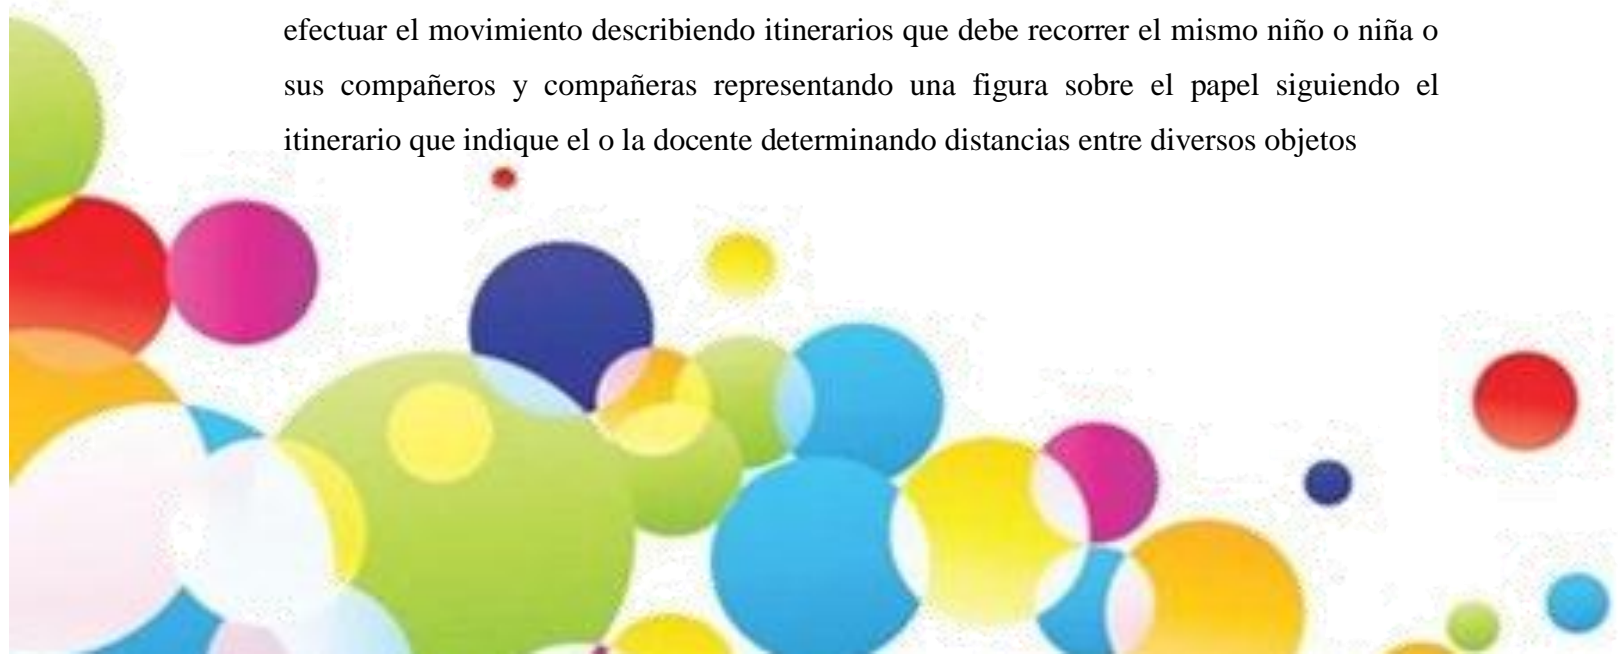 efectuar el movimiento describiendo itinerarios que debe recorrer el mismo niño o niña o
sus compañeros y compañeras representando una figura sobre el papel siguiendo el
itinerario que indique el o la docente determinando distancias entre diversos objetos